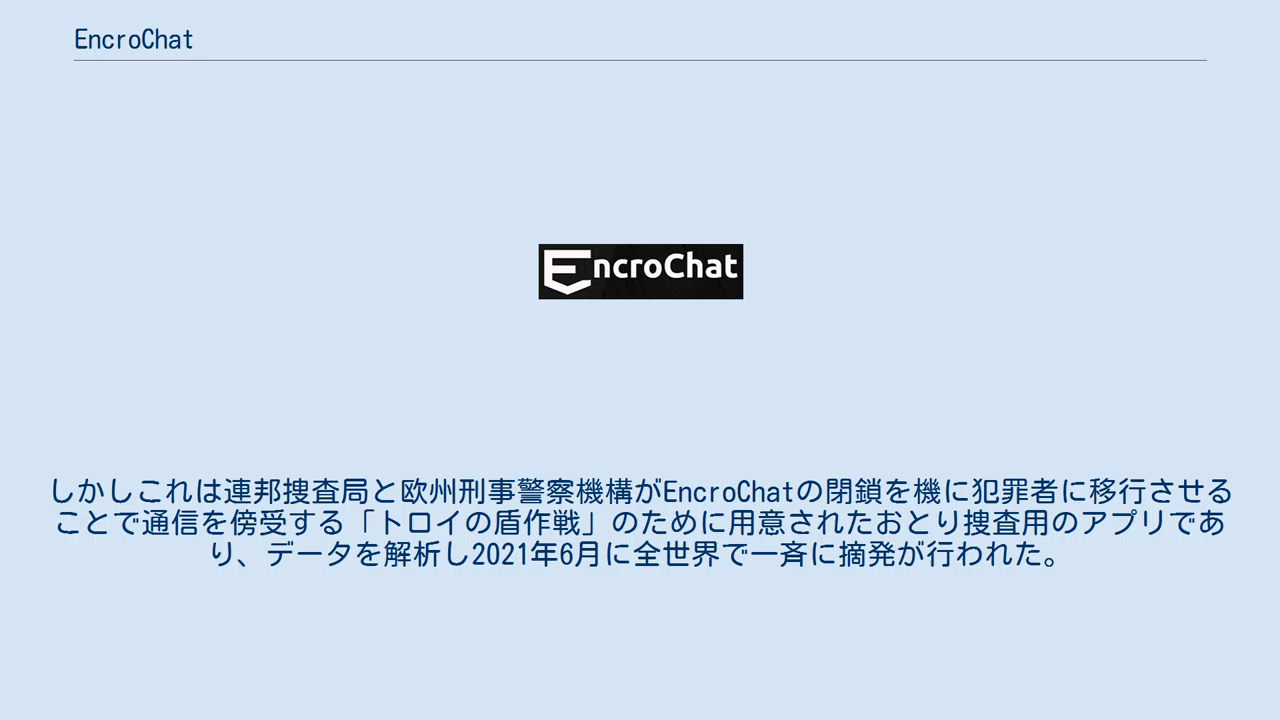 EncroChat
EncroChat
しかしこれは連邦捜査局と欧州刑事警察機構がEncroChatの閉鎖を機に犯罪者に移行させる
ことで通信を傍受する「トロイの盾作戦」のために用意されたおとり捜査用のアプリであ
り、データを解析し2021年6月に全世界で一斉に摘発が行われた。